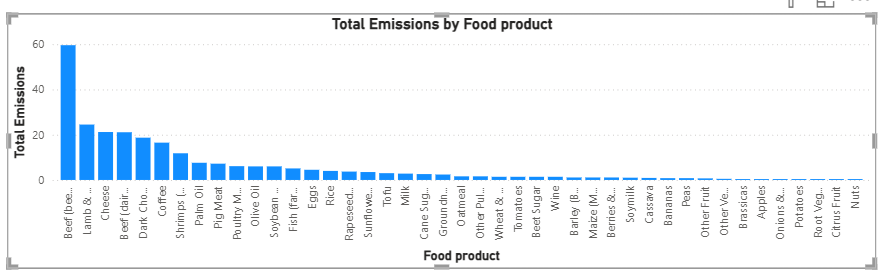 Total Emissions by Food product
60
40
20
0
Total Emissions
Beef (bee...
Lamb & ...
Cheese
Beef (dair...
Dark Cho...
Coffee
Shrimps (...
Palm Oil
Pig Meat
Poultry M...
Olive Oil
Soybean ...
Fish (far...
Eggs
Rice
Rapeseed...
Sunflowe...
Tofu
Milk
Cane Sug...
Groundn...
Oatmeal
Other Pul...
Wheat & ...
Tomatoes
Beet Sugar
Wine
Barley (B...
Maize (M...
Berries &...
Soymilk
Cassava
Bananas
Peas
Other Fruit
Other Ve...
Brassicas
Apples
Onions &...
Potatoes
Root Veg...
Citrus Fruit
Nuts
Food product